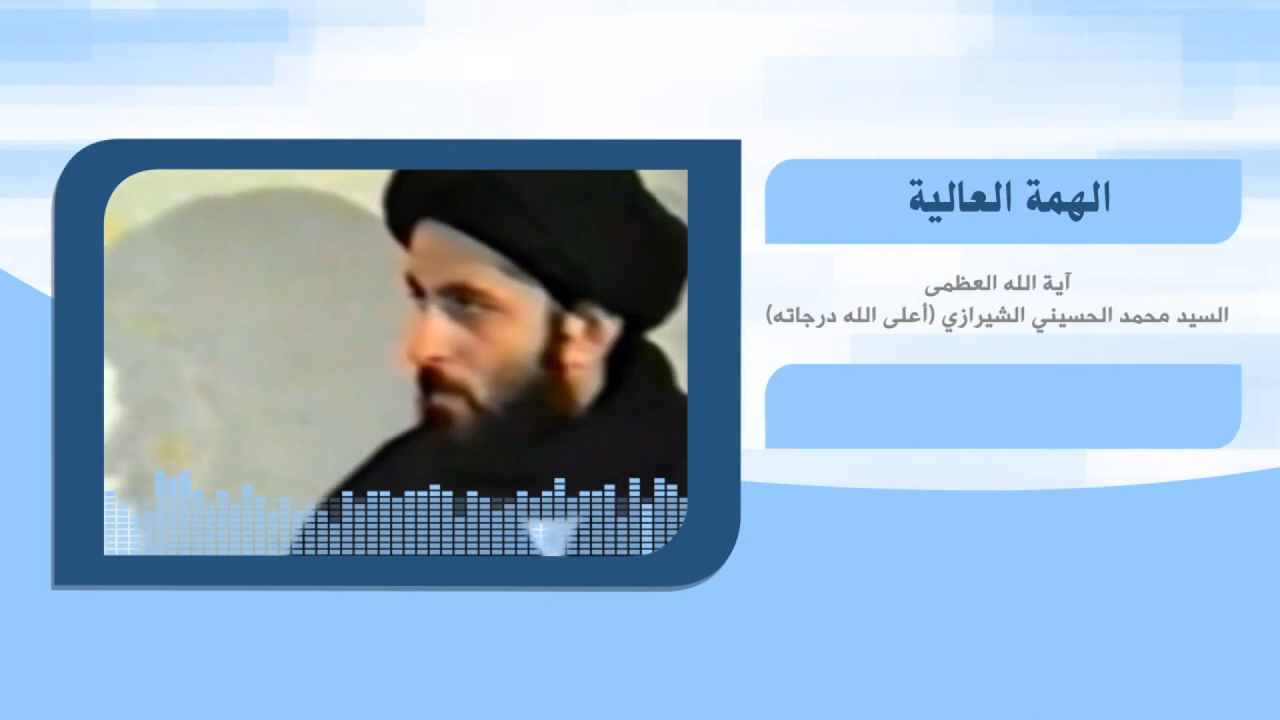 الهمة العالية
آية الله العظمى
السيد محمد الحسيني الشيرازي (أعلى الله درجاته)